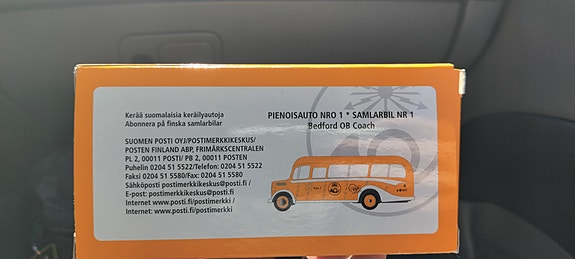 Kerää suomalaisia keräilyautoja
Abonnera på finska samlarbilar
SUOMEN POSTI OYJ/POSTIMERKKIKESKUS/
POSTEN FINLAND ABP, FRIMÄRKSCENTRALEN
PL 2, 00011 POSTI/ PB 2, 00011 POSTEN
Puhelin 0204 51 5522/Telefon: 0204 51 5522
Faksi 0204 51 5580/Fax: 0204 51 5580
Sähköposti postimerkkikeskus@posti.fi /
E-post: postimerkkikeskus@posti.fi
Internet www.posti.fi/postimerkki /
Internet: www.posti.fi/postimerkki
PIENOISAUTO NRO 1 * SAMLARBIL NR 1
Bedford OB Coach